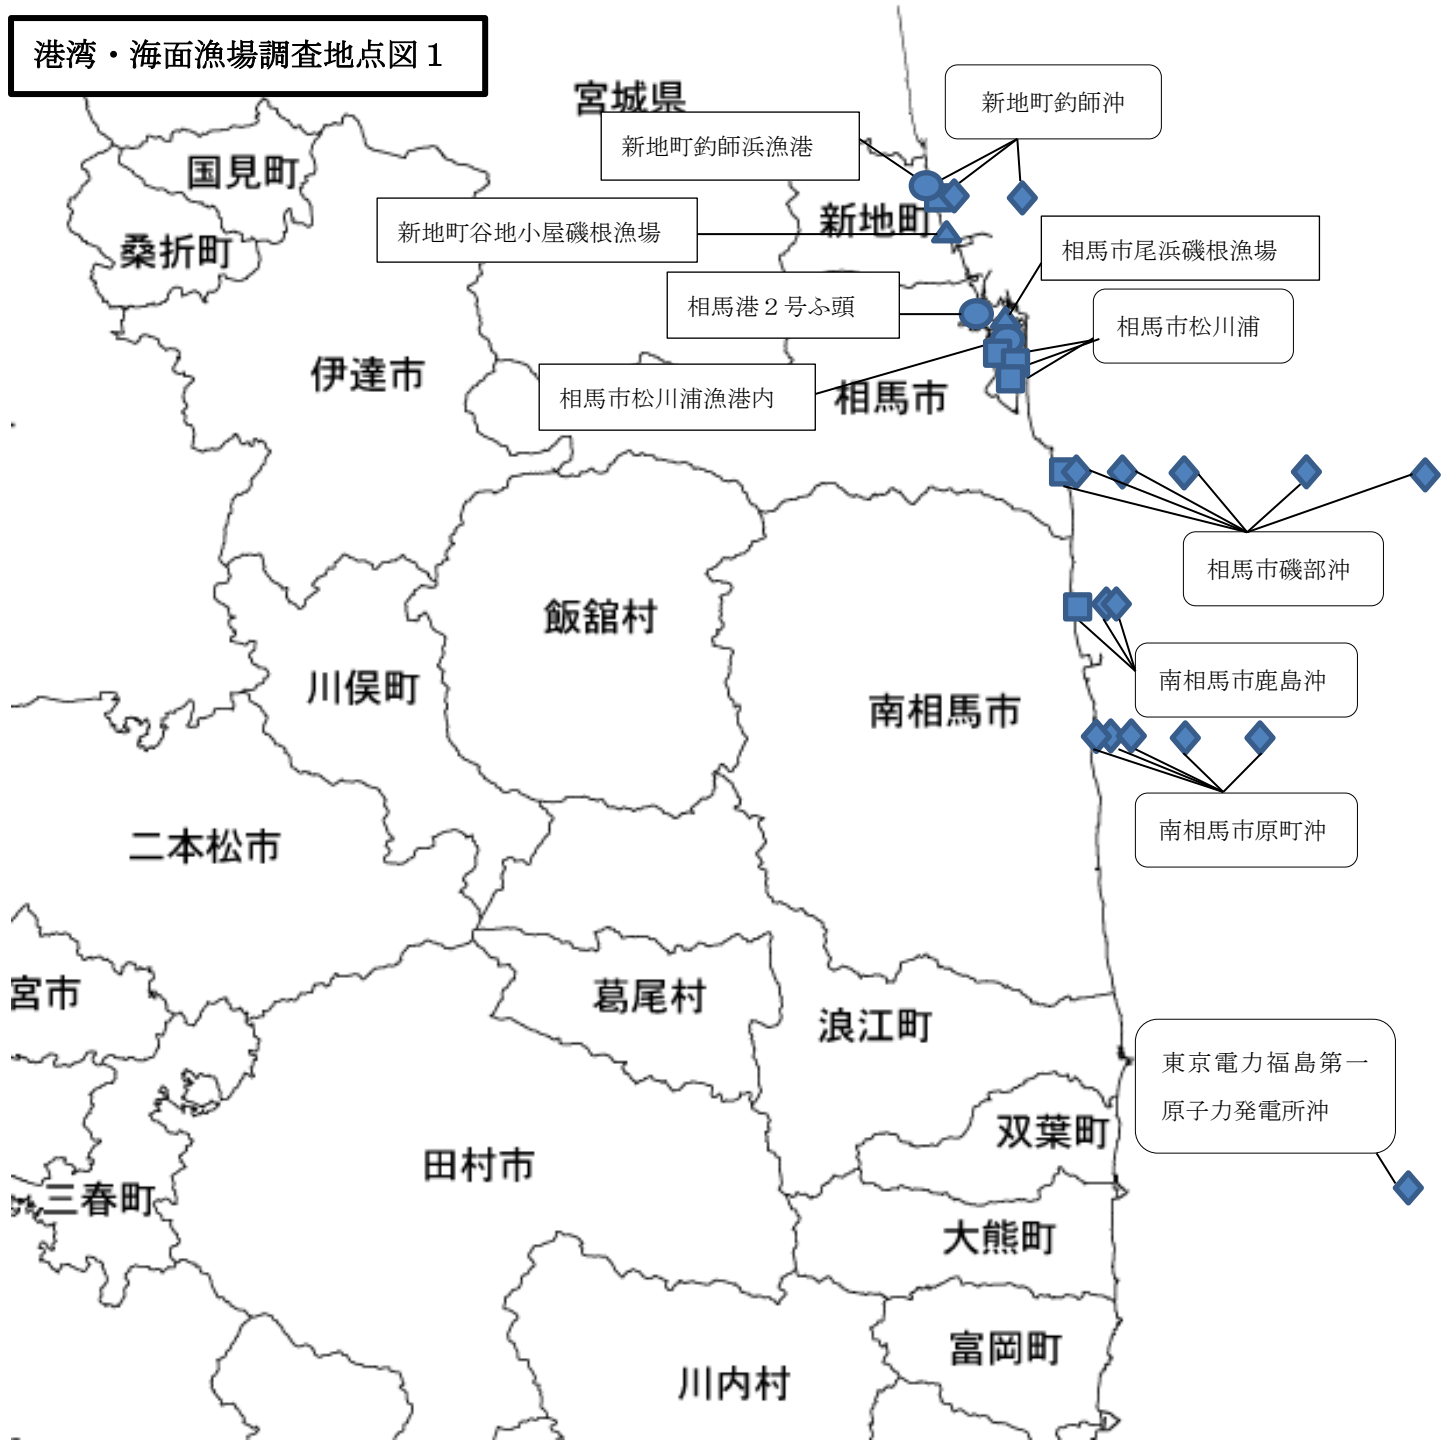 港湾・海面漁場調査地点図１
宮城県
新地町釣師沖
新地町釣師浜漁港
国見町
新地町
新地町谷地小屋磯根漁場
桑折町
相馬市尾浜磯根漁場
相馬港２号ふ頭
相馬市松川浦
伊達市
相馬市松川浦漁港内
相馬市
相馬市磯部沖
飯舘村
川俣町
南相馬市鹿島沖
南相馬市
南相馬市原町沖
二本松市
宮市
葛尾村
浪江町
東京電力福島第一
原子力発電所沖
双葉町
田村市
三春町
大熊町
富岡町
川内村